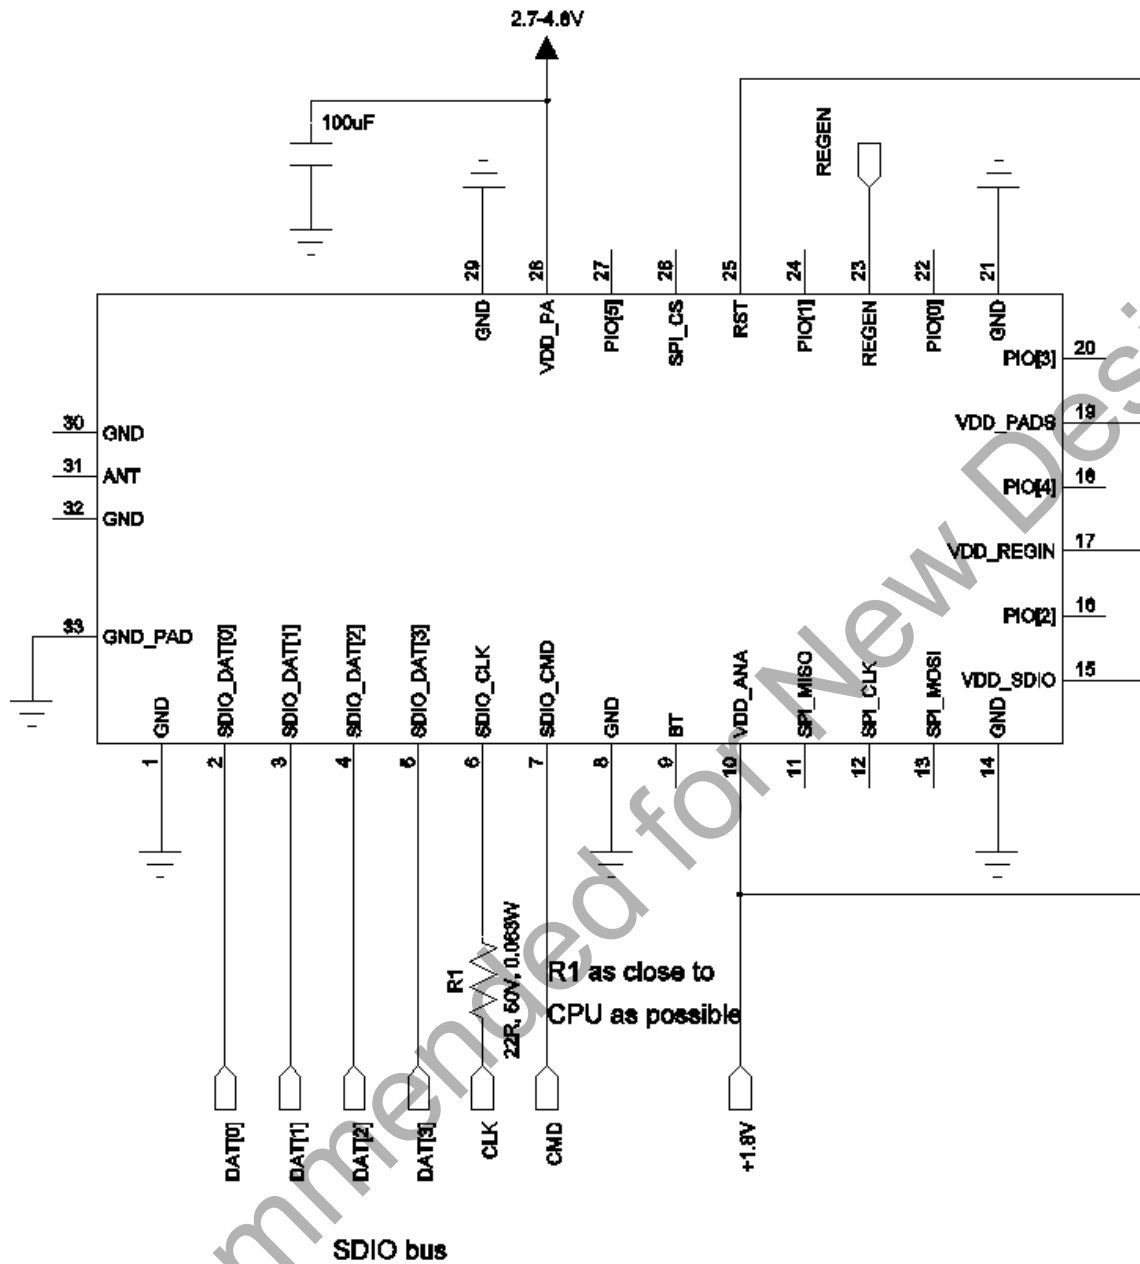 2.7-4.8V
100uF
REGEN
29
28
27
26
25
24
23
22
21
GND
VDD_PA
PIO[5]
SPI_CS
RST
PIO[1]
REGEN
PIO[0]
GND
PIO[3]
20
VDD_PADS
19
30
GND
31
ANT
PIO[4]
18
32
GND
VDD_REGIN
17
33
GND_PAD
PIO[2]
16
VDD_SDIO
15
GND
SDIO_DAT[0]
SDIO_DAT[1]
SDIO_DAT[2]
SDIO_DAT[3]
SDIO_CLK
SDIO_CMD
GND
BT
VDD_ANA
SPI_MISO
SPI_CLK
SPI_MOSI
GND
1
2
3
4
5
6
7
8
9
10
11
12
13
14
R1
22R, 50V, 0.063W
R1 as close to
CPU as possible
DAT[0]
DAT[1]
DAT[2]
DAT[3]
CLK
CMD
+1.8V
SDIO bus
mmended for New Desi